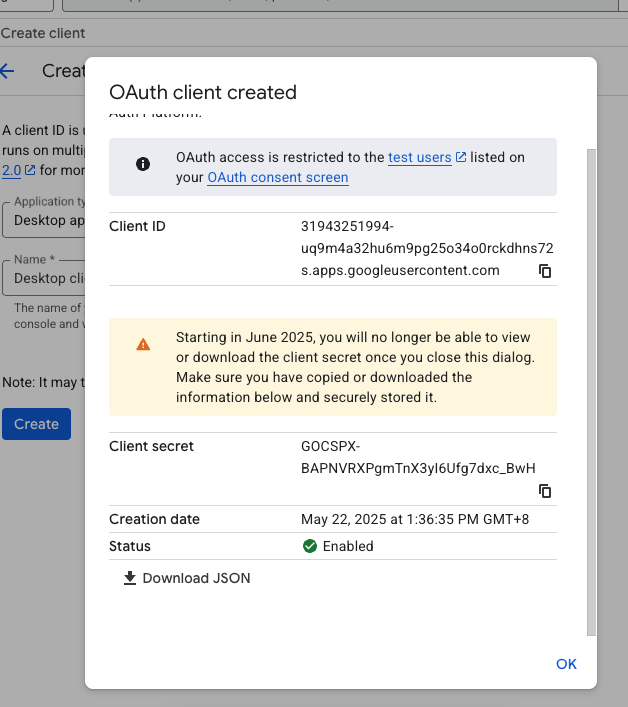 Create client
Creat
OAuth client created
Auth Platform.
A client ID is
runs on
2.0 for mor
OAuth access is restricted to the test users listed on
your OAuth consent screen
Application ty
Desktop ap
Name *
Desktop cli
The name of
console and
Client ID
31943251994-
uq9m4a32hu6m9pg25o34o0rckdhns72
s.apps.googleusercontent.com
Starting in June 2025, you will no longer be able to view
or download the client secret once you close this dialog.
Make sure you have copied or downloaded the
information below and securely stored it.
Note: It may t
Create
Client secret
GOCSPX-
BAPNVRXPgmTnX3yI6Ufg7dxc_BwH
Creation date
May 22, 2025 at 1:36:35 PM GMT+8
Status
Enabled
Download JSON
OK